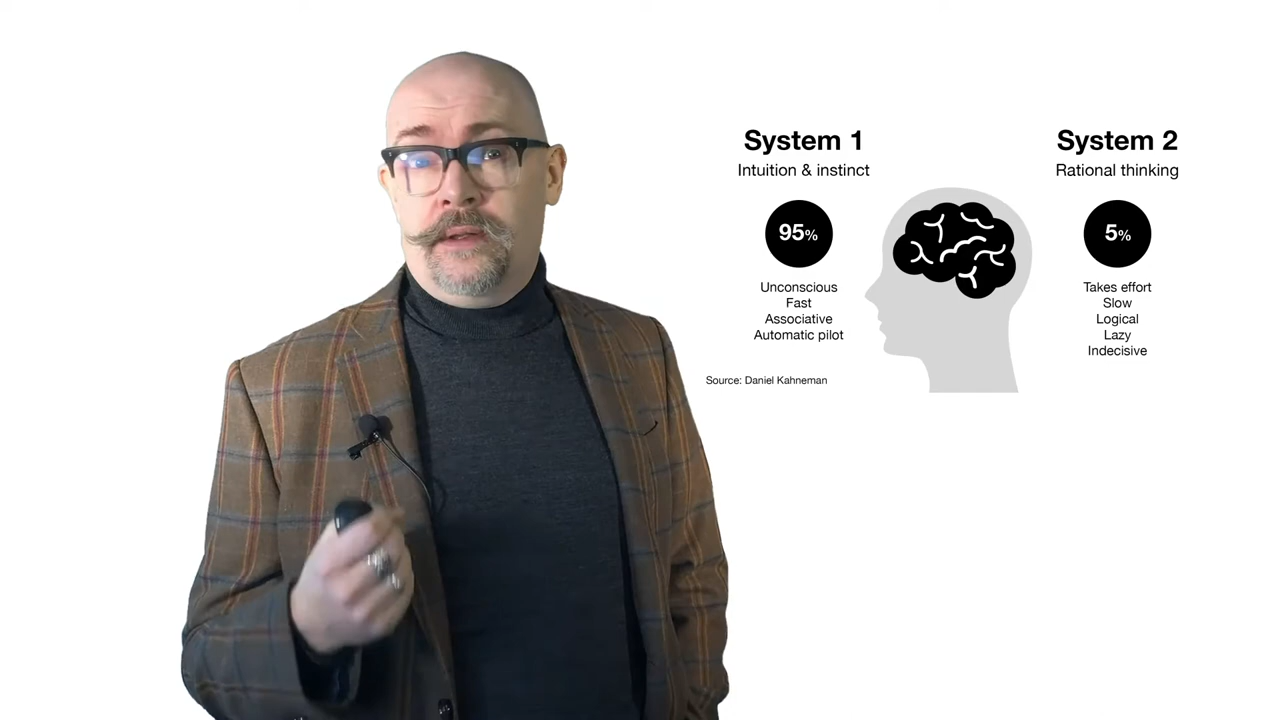 System 1
Intuition & instinct
95%
Unconscious
Fast
Associative
Automatic pilot
Source: Daniel Kahneman
System 2
Rational thinking
5%
Takes effort
Slow
Logical
Lazy
Indecisive